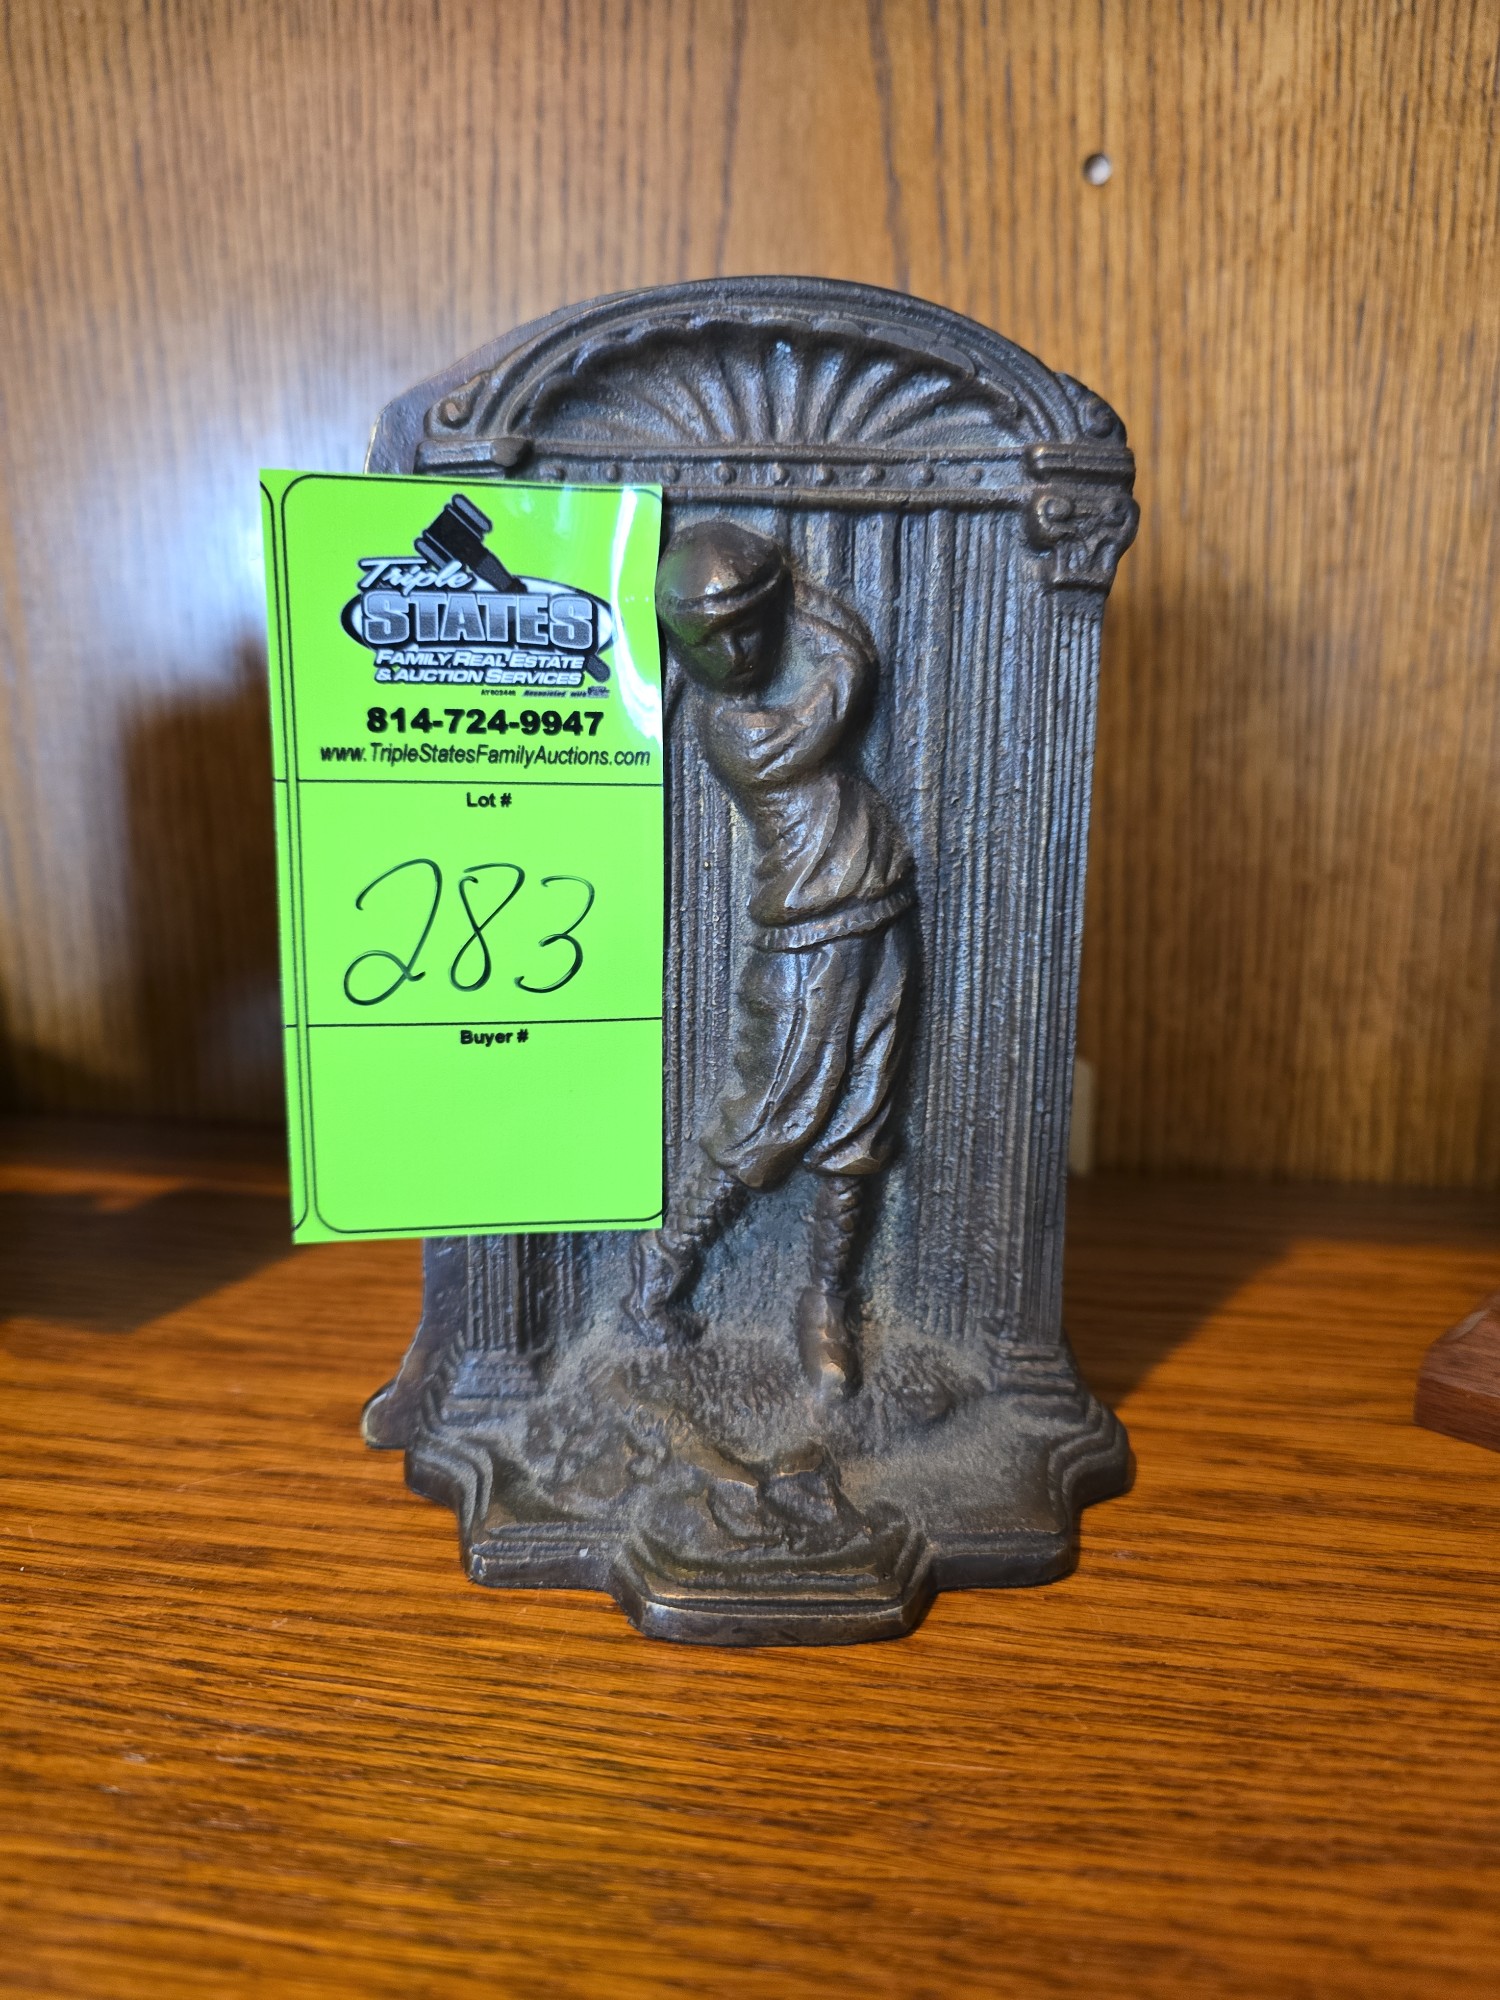 Triple
STATES
FAMILY REAL ESTATE
& AUCTION SERVICES
814-724-9947
www.TripleStatesFamilyAuctions.com
Lot #
283
Buyer #